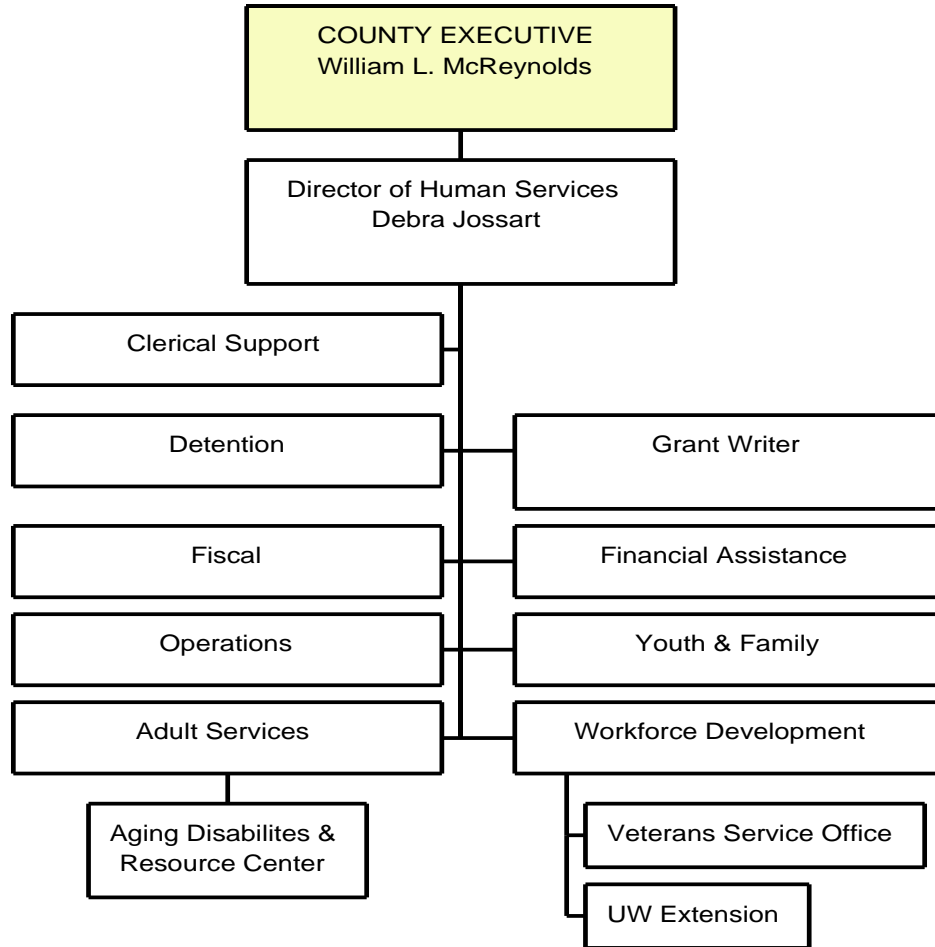 COUNTY EXECUTIVE
William L. McReynolds
Director of Human Services
Debra Jossart
Clerical Support
Detention
Grant Writer
Fiscal
Financial Assistance
Operations
Youth & Family
Adult Services
Workforce Development
Aging Disabilites &
Resource Center
Veterans Service Office
UW Extension